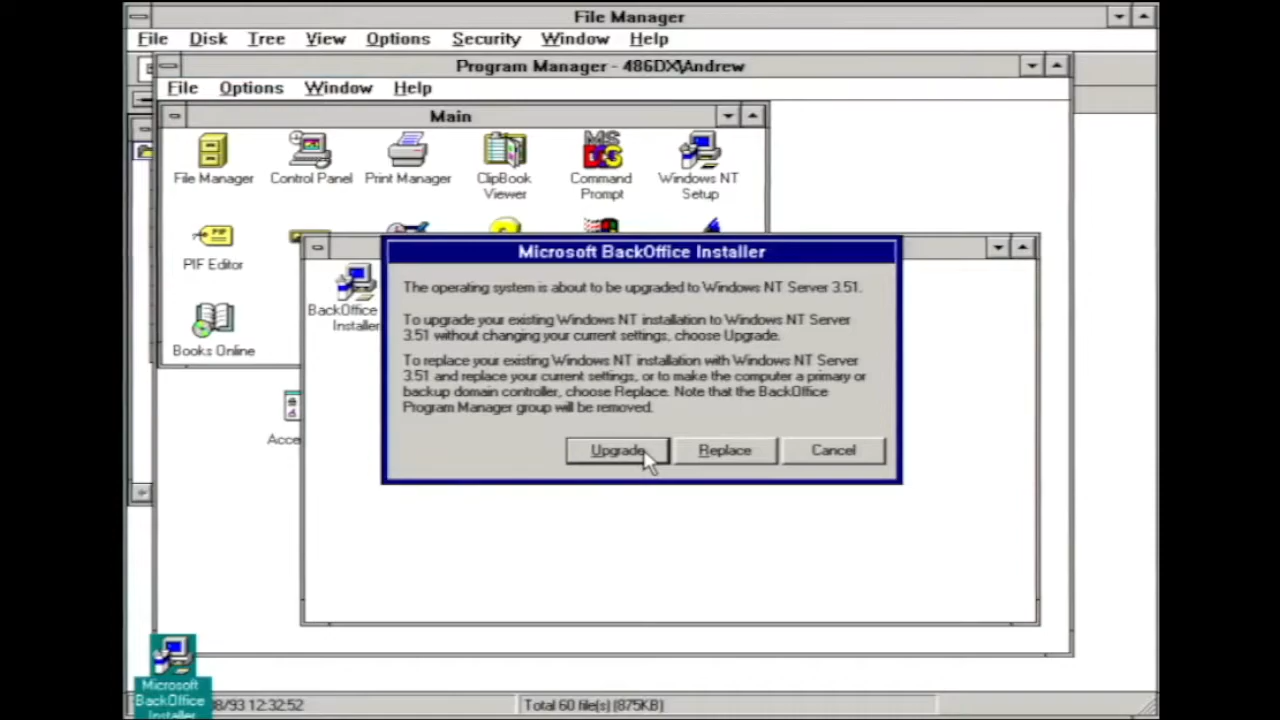 File Manager
File Disk Tree View Options Security Window Help
Program Manager - 486DX\Andrew
File Options Window Help
Main
File Manager
Control Panel
Print Manager
ClipBook
Viewer
Command
Prompt
Windows NT
Setup
PIF Editor
Books Online
BackOffice
Installer
Microsoft BackOffice Installer
The operating system is about to be upgraded to Windows NT Server 3.51.
To upgrade your existing Windows NT installation to Windows NT Server
3.51 without changing your current settings, choose Upgrade.
To replace your existing Windows NT installation with Windows NT Server
3.51 and replace your current settings, or to make the computer a primary or
backup domain controller, choose Replace. Note that the BackOffice
Program Manager group will be removed.
Upgrade Replace Cancel
Microsoft
BackOffice
Installer
/93 12:32:52
Total 60 file(s) (875KB)